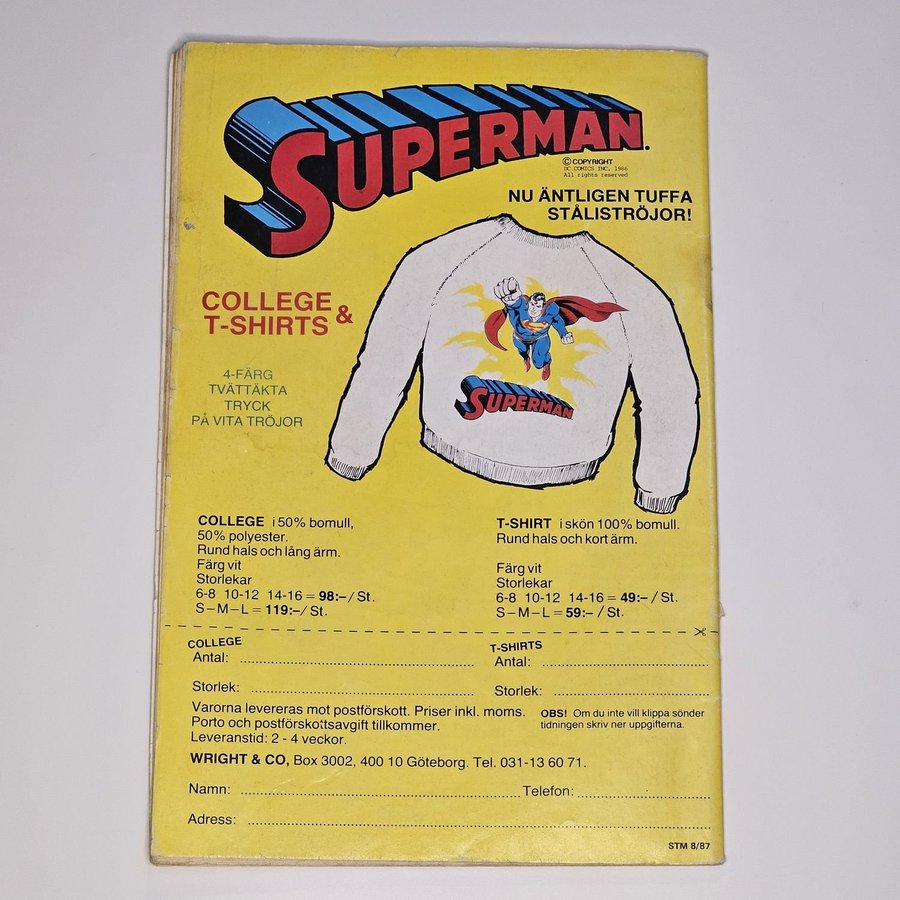 SUPERMAN.
© COPYRIGHT
DC COMICS INC, 1986
All rights reserved
NU ÄNTLIGEN TUFFA
STÅLISTRÖJOR!
COLLEGE &
T-SHIRTS
4-FÄRG
TVÄTTÄKTA
TRYCK
PÅ VITA TRÖJOR
SUPERMAN
COLLEGE i 50% bomull,
50% polyester.
Rund hals och lång ärm.
Färg vit
Storlekar
6-8 10-12 14-16 = 98:-/ St.
S-M-L = 119:-/ St.
T-SHIRT i skön 100% bomull.
Rund hals och kort ärm.
Färg vit
Storlekar
6-8 10-12 14-16 = 49:- / St.
S-M-L = 59:- / St.
COLLEGE
Antal:
Storlek:
T-SHIRTS
Antal:
Storlek:
Varorna levereras mot postförskott. Priser inkl. moms.
Porto och postförskottsavgift tillkommer.
Leveranstid: 2 - 4 veckor.
OBS! Om du inte vill klippa sönder
tidningen skriv ner uppgifterna.
WRIGHT & CO, Box 3002, 400 10 Göteborg. Tel. 031-13 60 71.
Namn: Telefon:
Adress:
STM 8/87